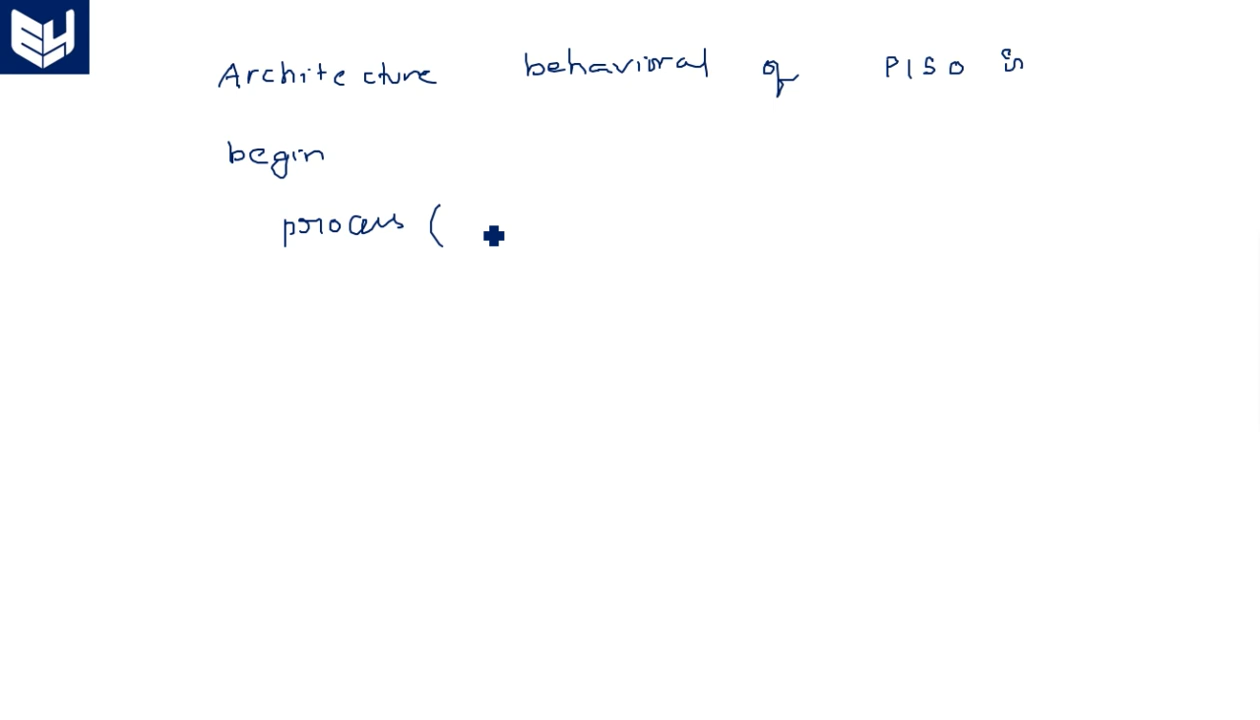 Architecture behavioral of PISO is
begin
process (